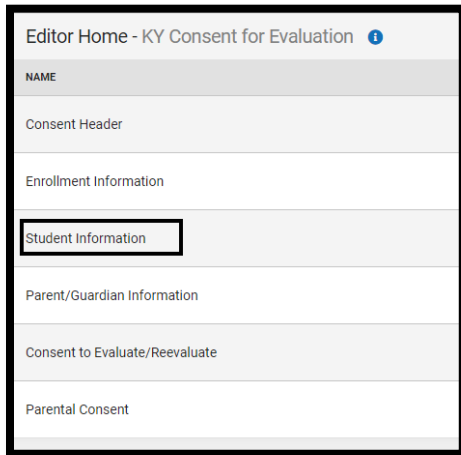 Editor Home - KY Consent for Evaluation
NAME
Consent Header
Enrollment Information
Student Information
Parent/Guardian Information
Consent to Evaluate/Reevaluate
Parental Consent